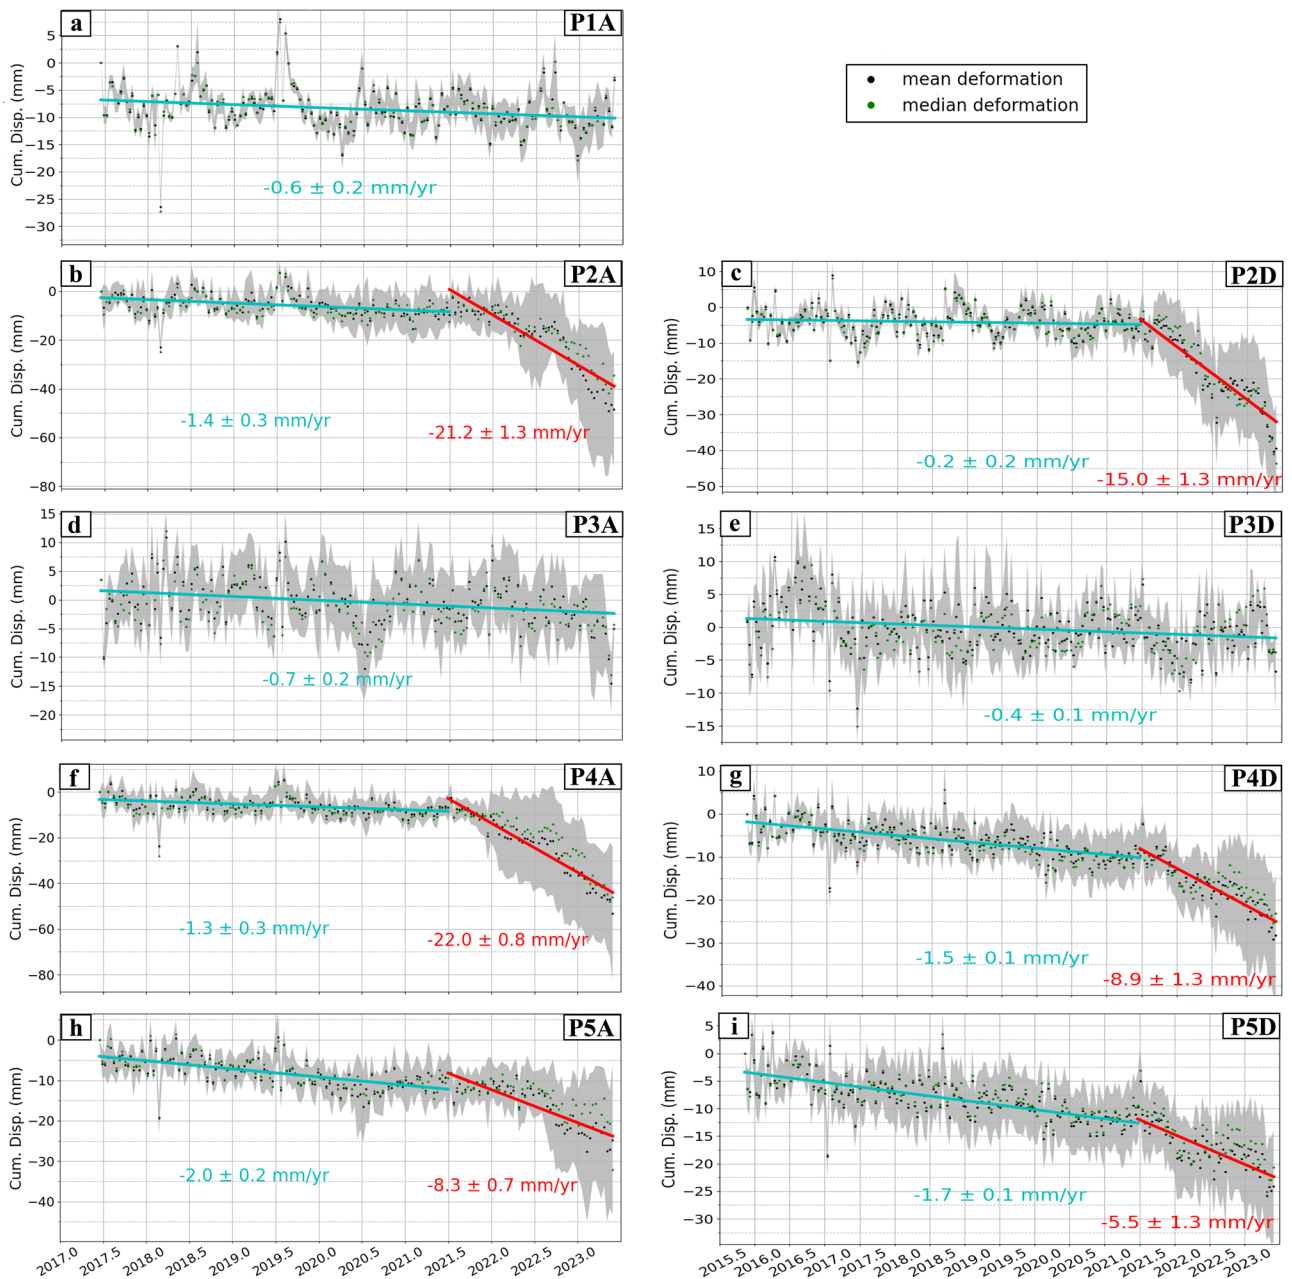 a
P1A
Cum. Disp. (mm)
5
0
−5
−10
−15
−20
−25
−30
-0.6 ± 0.2 mm/yr
mean deformation
median deformation
b
P2A
Cum. Disp. (mm)
0
−20
−40
−60
−80
-1.4 ± 0.3 mm/yr
-21.2 ± 1.3 mm/yr
c
P2D
Cum. Disp. (mm)
10
0
−10
−20
−30
−40
−50
-0.2 ± 0.2 mm/yr
-15.0 ± 1.3 mm/yr
d
P3A
Cum. Disp. (mm)
15
10
5
0
−5
−10
−15
−20
-0.7 ± 0.2 mm/yr
e
P3D
Cum. Disp. (mm)
15
10
5
0
−5
−10
−15
-0.4 ± 0.1 mm/yr
f
P4A
Cum. Disp. (mm)
0
−20
−40
−60
−80
-1.3 ± 0.3 mm/yr
-22.0 ± 0.8 mm/yr
g
P4D
Cum. Disp. (mm)
10
0
−10
−20
−30
−40
-1.5 ± 0.1 mm/yr
-8.9 ± 1.3 mm/yr
h
P5A
Cum. Disp. (mm)
0
−10
−20
−30
−40
-2.0 ± 0.2 mm/yr
-8.3 ± 0.7 mm/yr
2017.0 2017.5 2018.0 2018.5 2019.0 2019.5 2020.0 2020.5 2021.0 2021.5 2022.0 2022.5 2023.0
i
P5D
Cum. Disp. (mm)
5
0
−5
−10
−15
−20
−25
−30
-1.7 ± 0.1 mm/yr
-5.5 ± 1.3 mm/yr
2015.5 2016.0 2016.5 2017.0 2017.5 2018.0 2018.5 2019.0 2019.5 2020.0 2020.5 2021.0 2021.5 2022.0 2022.5 2023.0